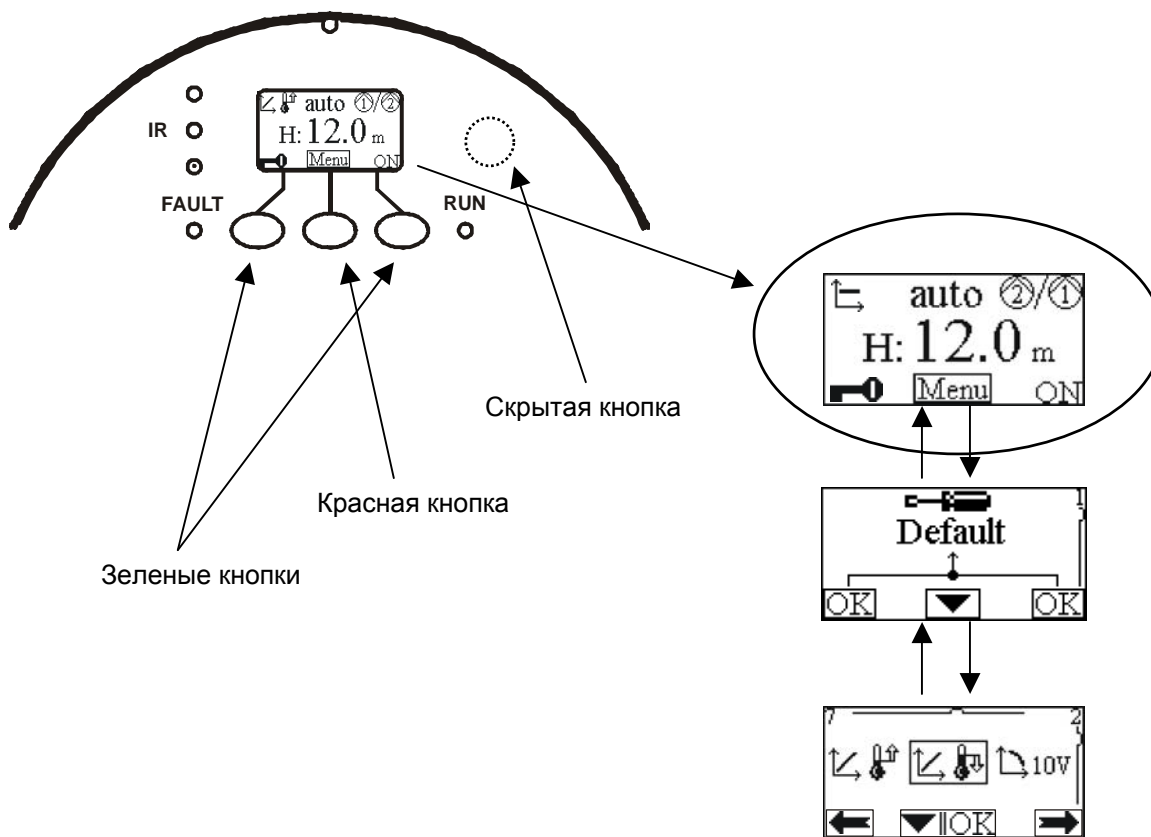 auto ①/②
IR
H: 12.0 m
Menu ON
FAULT
RUN
auto ②/①
H: 12.0 m
Menu ON
Скрытая кнопка
Красная кнопка
1
Default
Зеленые кнопки
OK OK
7 2
10V
OK